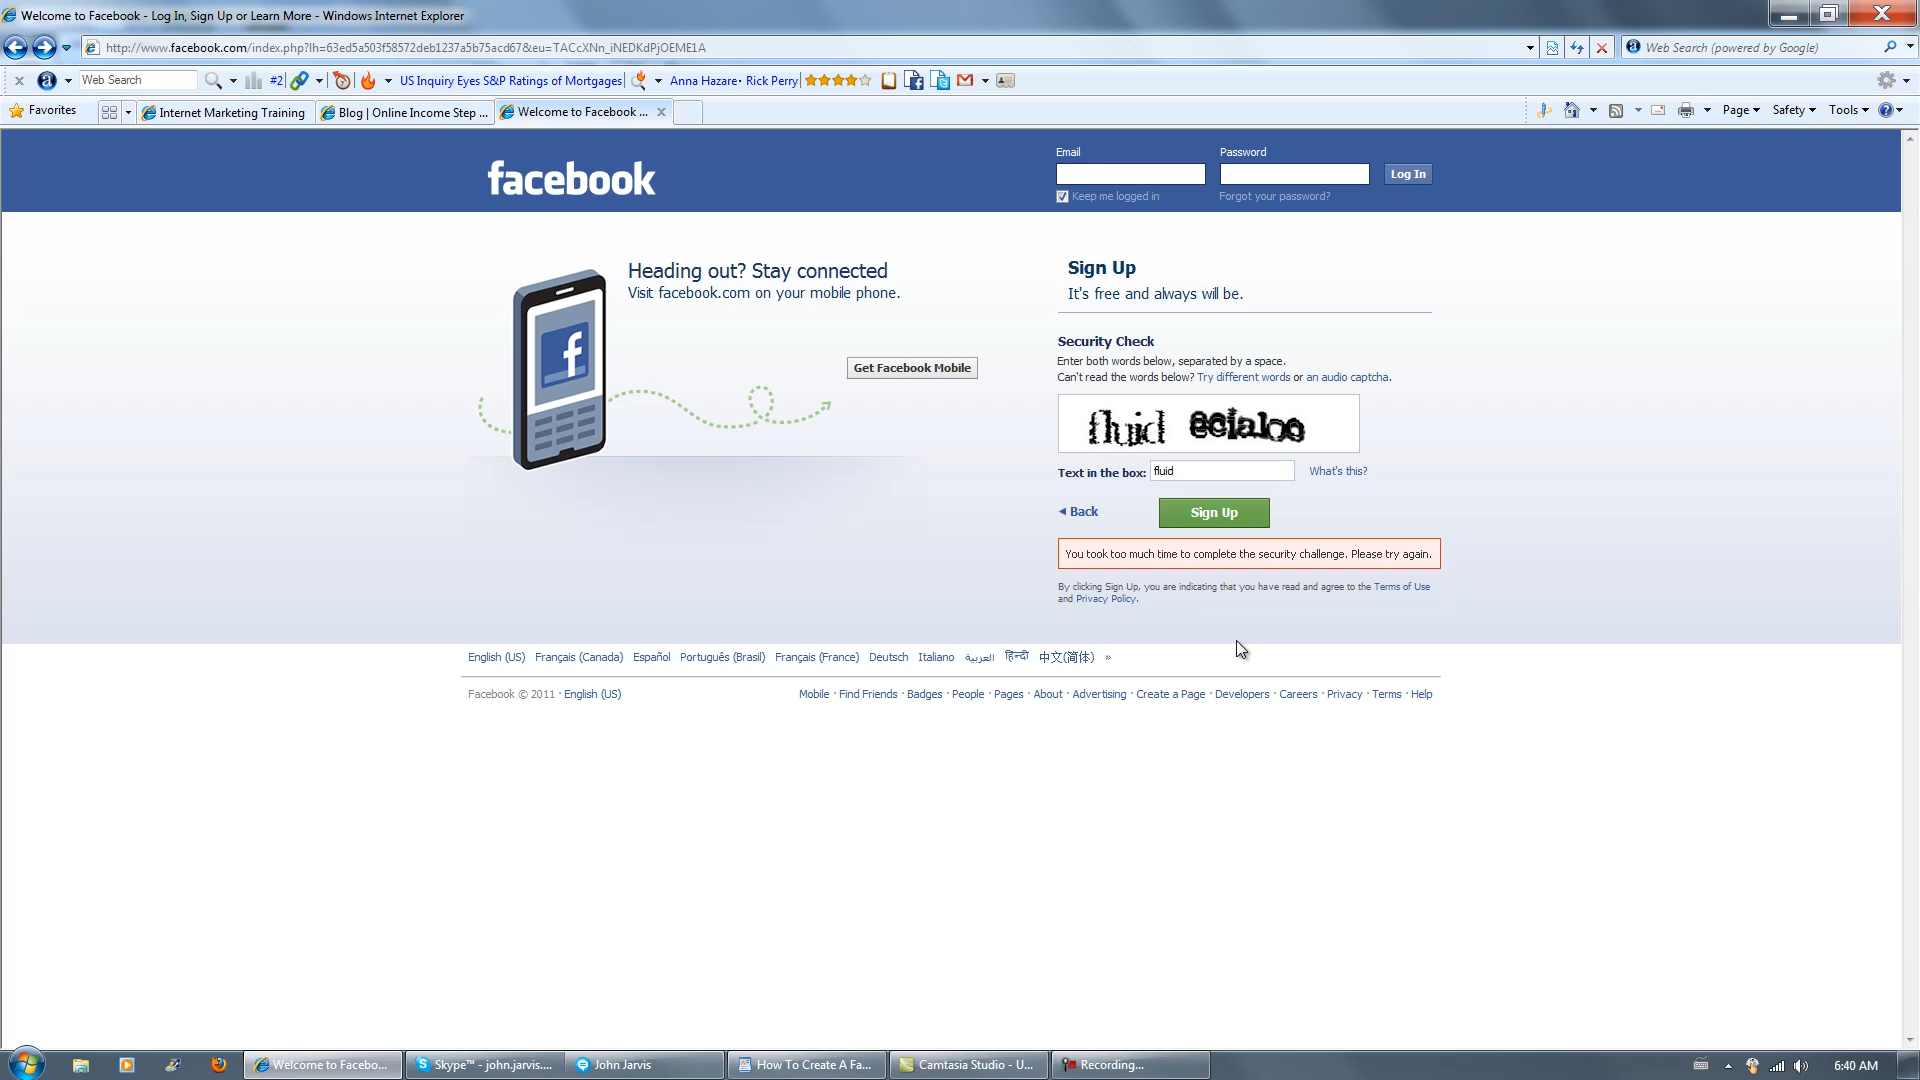 Welcome to Facebook - Log In, Sign Up or Learn More - Windows Internet Explorer
http://www.facebook.com/index.php?lh=63ed5a503f58572deb1237a5b75acd67&eu=TACcXNn_iNEDKdPjOEME1A
Web Search (powered by Google)
Web Search
#2
US Inquiry Eyes S&P Ratings of Mortgages
Anna Hazare• Rick Perry
Favorites
Internet Marketing Training
Blog | Online Income Step ...
Welcome to Facebook ...
Page
Safety
Tools
facebook
Email
Password
Log In
Keep me logged in
Forgot your password?
Heading out? Stay connected
Visit facebook.com on your mobile phone.
Get Facebook Mobile
Sign Up
It's free and always will be.
Security Check
Enter both words below, separated by a space.
Can't read the words below? Try different words or an audio captcha.
fluid
Text in the box: fluid What's this?
Back
Sign Up
You took too much time to complete the security challenge. Please try again.
By clicking Sign Up, you are indicating that you have read and agree to the Terms of Use
and Privacy Policy.
English (US) Français (Canada) Español Português (Brasil) Français (France) Deutsch Italiano العربية हिन्दी 中文(简体) »
Facebook © 2011 · English (US)
Mobile · Find Friends · Badges · People · Pages · About · Advertising · Create a Page · Developers · Careers · Privacy · Terms · Help
Welcome to Facebo...
Skype™ - john.jarvis....
John Jarvis
How To Create A Fa...
Camtasia Studio - U...
Recording...
6:40 AM